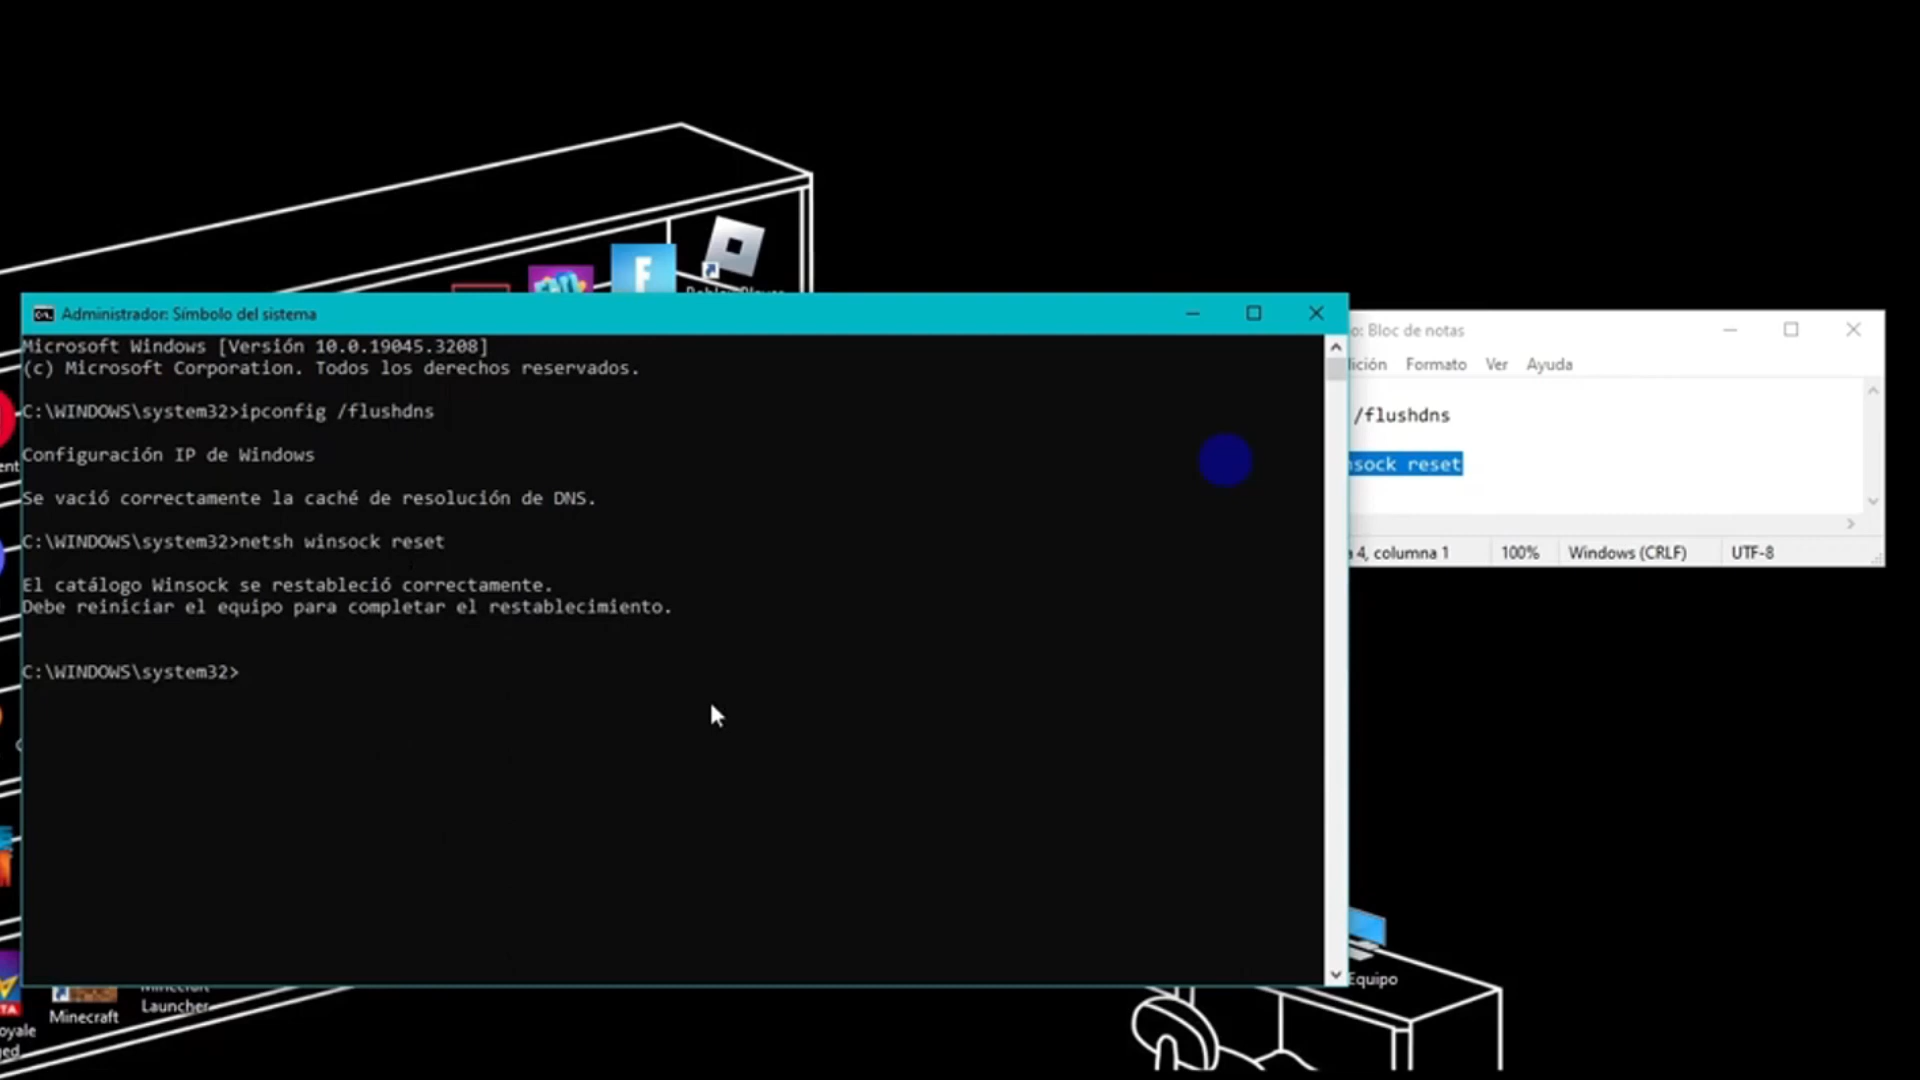 Administrador: Símbolo del sistema
Microsoft Windows [Versión 10.0.19045.3208]
(c) Microsoft Corporation. Todos los derechos reservados.
C:\WINDOWS\system32>ipconfig /flushdns
Configuración IP de Windows
Se vació correctamente la caché de resolución de DNS.
C:\WINDOWS\system32>netsh winsock reset
El catálogo Winsock se restableció correctamente.
Debe reiniciar el equipo para completar el restablecimiento.
C:\WINDOWS\system32>
o: Bloc de notas
ición Formato Ver Ayuda
/flushdns
nsock reset
a 4, columna 1 100% Windows (CRLF) UTF-8
Equipo
Minecraft
Launcher
Minecraft
oyale